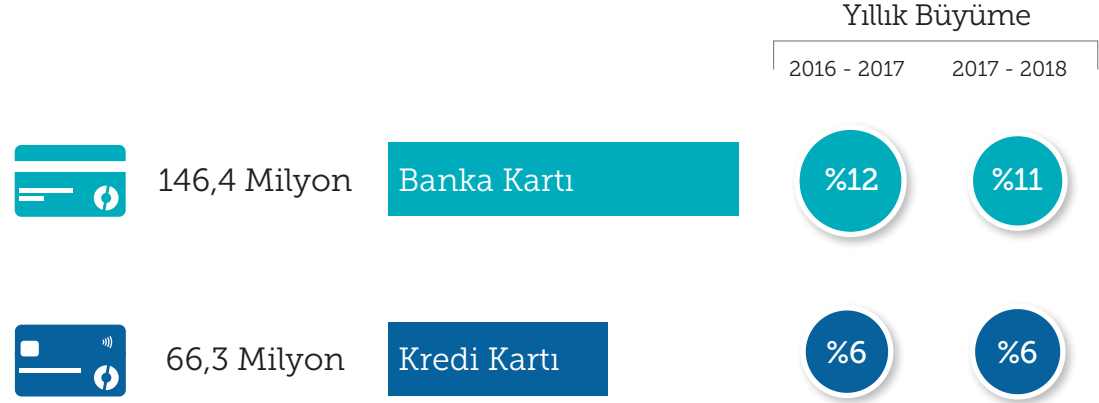 Yıllık Büyüme
2016 - 2017 2017 - 2018
146,4 Milyon Banka Kartı %12 %11
66,3 Milyon Kredi Kartı %6 %6